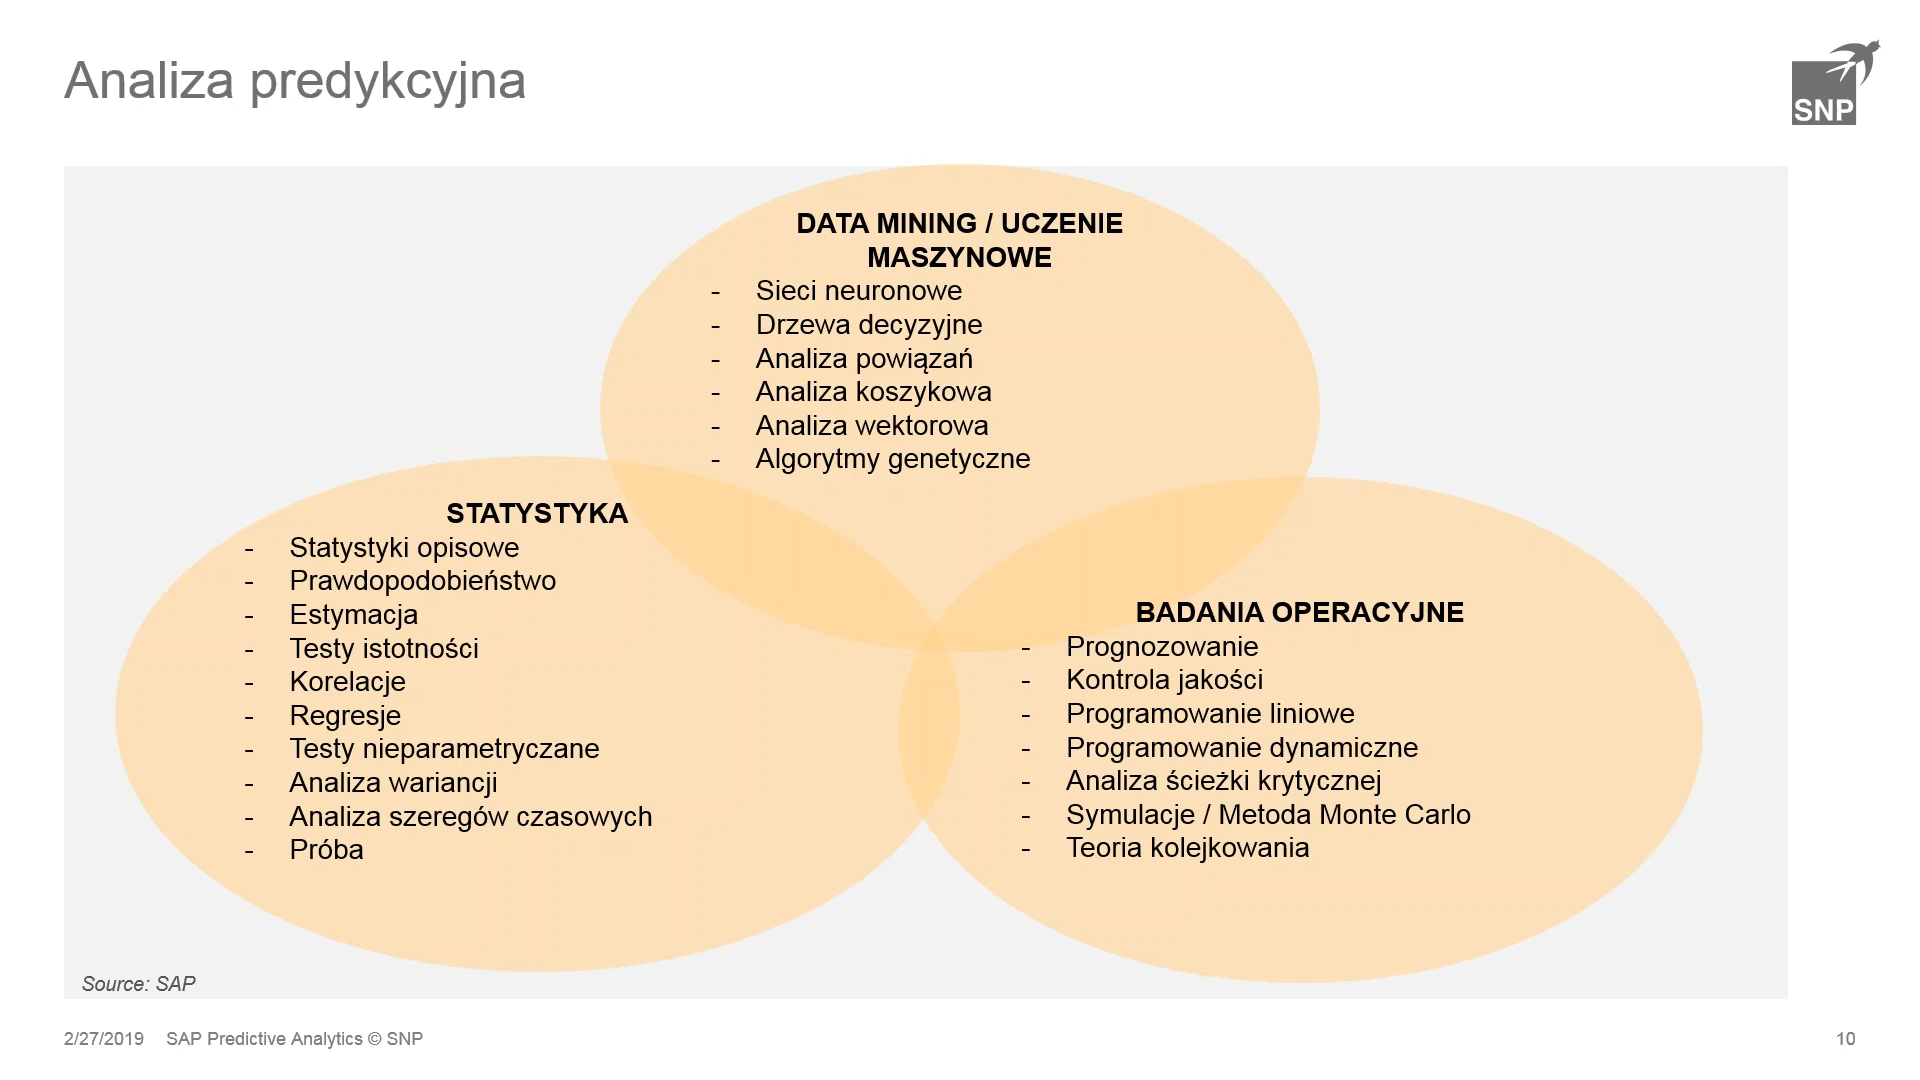 Analiza predykcyjna
SNP
DATA MINING / UCZENIE
MASZYNOWE
- Sieci neuronowe
- Drzewa decyzyjne
- Analiza powiązań
- Analiza koszykowa
- Analiza wektorowa
- Algorytmy genetyczne
STATYSTYKA
- Statystyki opisowe
- Prawdopodobieństwo
- Estymacja
- Testy istotności
- Korelacje
- Regresje
- Testy nieparametryczane
- Analiza wariancji
- Analiza szeregów czasowych
- Próba
BADANIA OPERACYJNE
- Prognozowanie
- Kontrola jakości
- Programowanie liniowe
- Programowanie dynamiczne
- Analiza ścieżki krytycznej
- Symulacje / Metoda Monte Carlo
- Teoria kolejkowania
Source: SAP
2/27/2019 SAP Predictive Analytics © SNP
10